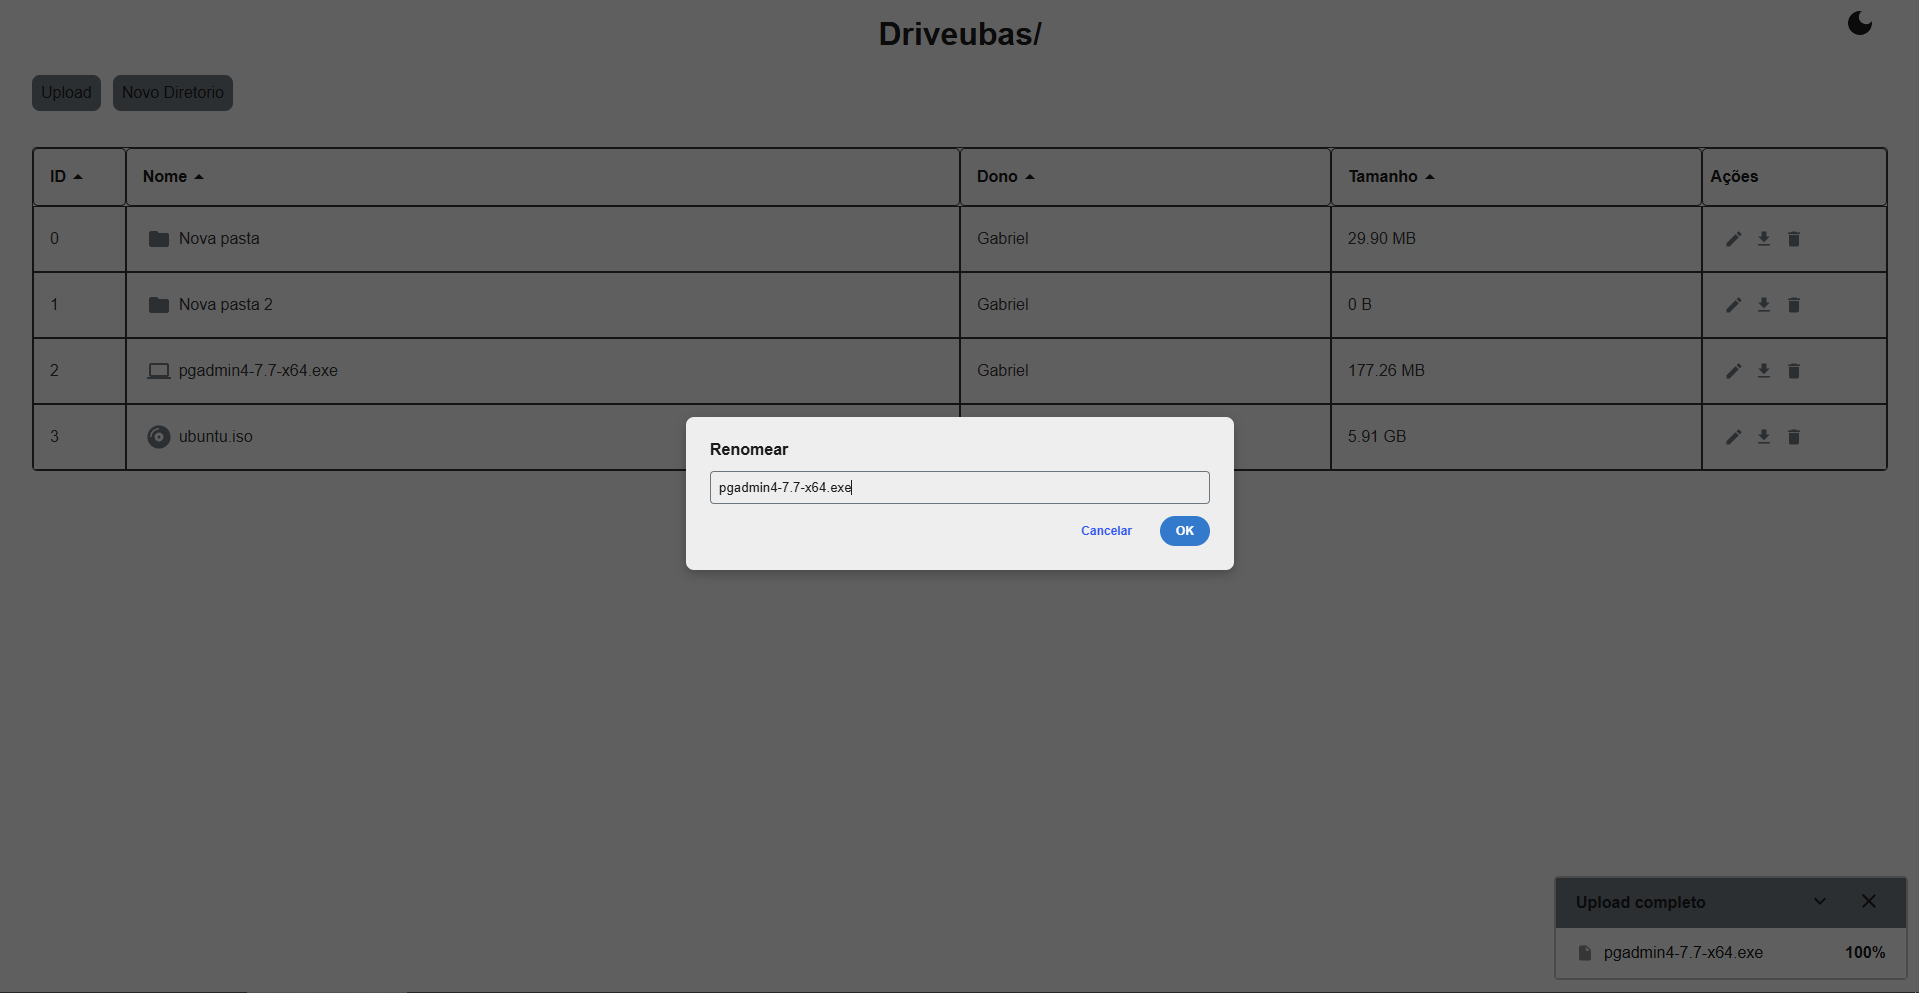 Driveubas/
Upload Novo Diretorio
ID Nome Dono Tamanho Ações
0 Nova pasta Gabriel 29.90 MB
1 Nova pasta 2 Gabriel 0 B
2 pgadmin4-7.7-x64.exe Gabriel 177.26 MB
3 ubuntu.iso 5.91 GB
Renomear
pgadmin4-7.7-x64.exe
Cancelar OK
Upload completo
pgadmin4-7.7-x64.exe 100%